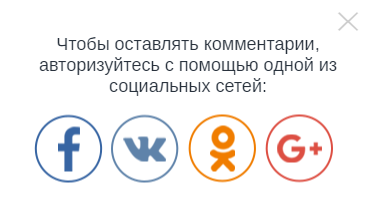 Чтобы оставлять комментарии,
авторизуйтесь с помощью одной из
социальных сетей:
f G+